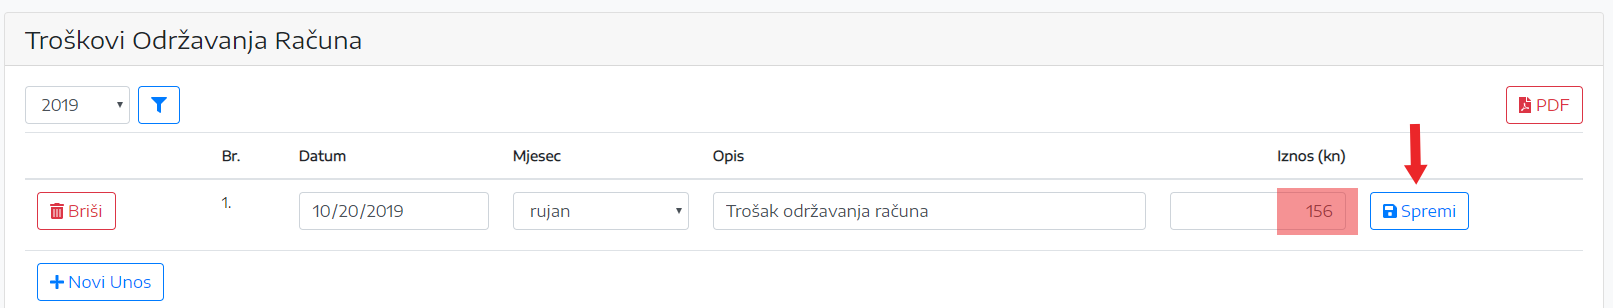 Troškovi Održavanja Računa
2019
PDF
Br. Datum Mjesec Opis Iznos (kn)
Briši 1. 10/20/2019 rujan Trošak održavanja računa 156 Spremi
Novi Unos